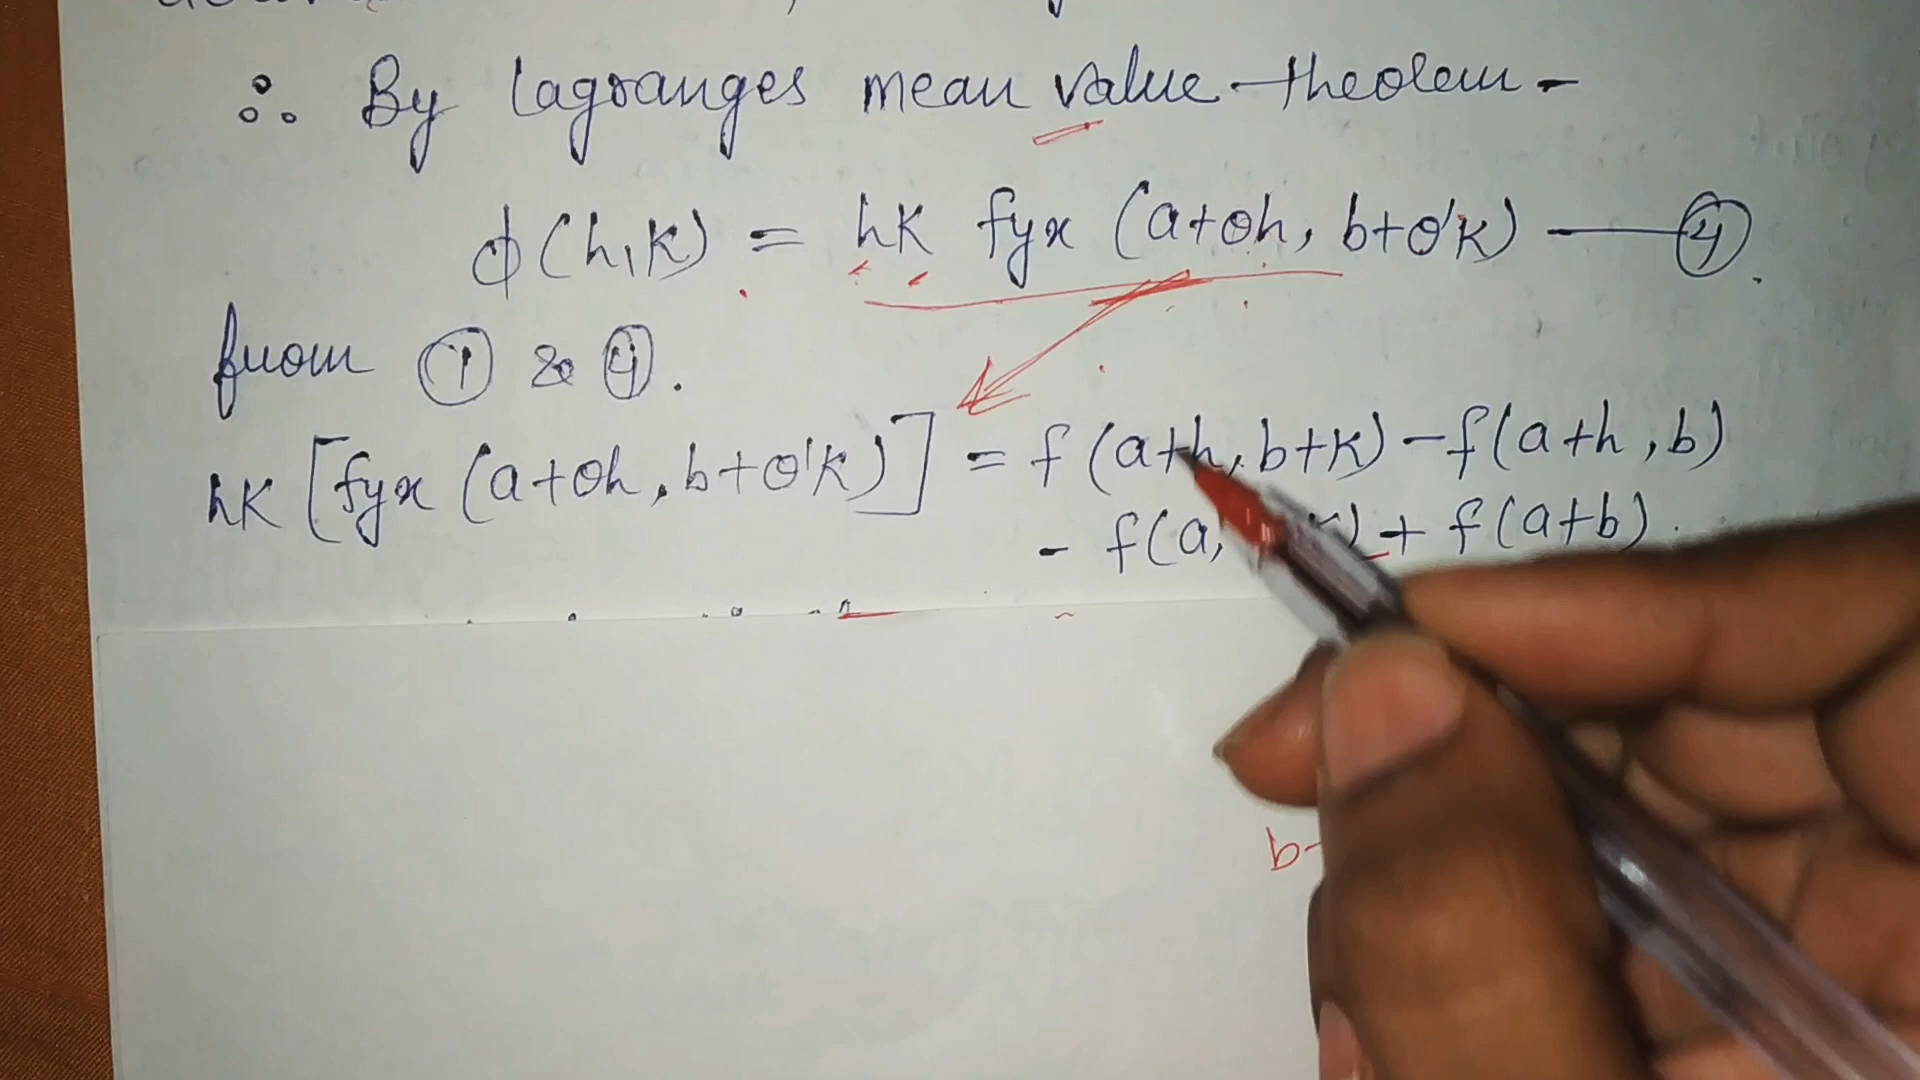 ∴ By Lagranges mean value theorem -
ϕ(h,k) = hk fyx (a+θh, b+θ'k) — ④.
from ① & ④.
hk [fyx (a+θh, b+θ'k)] = f(a+h, b+k) - f(a+h, b)
- f(a, k) + f(a+b).
b-